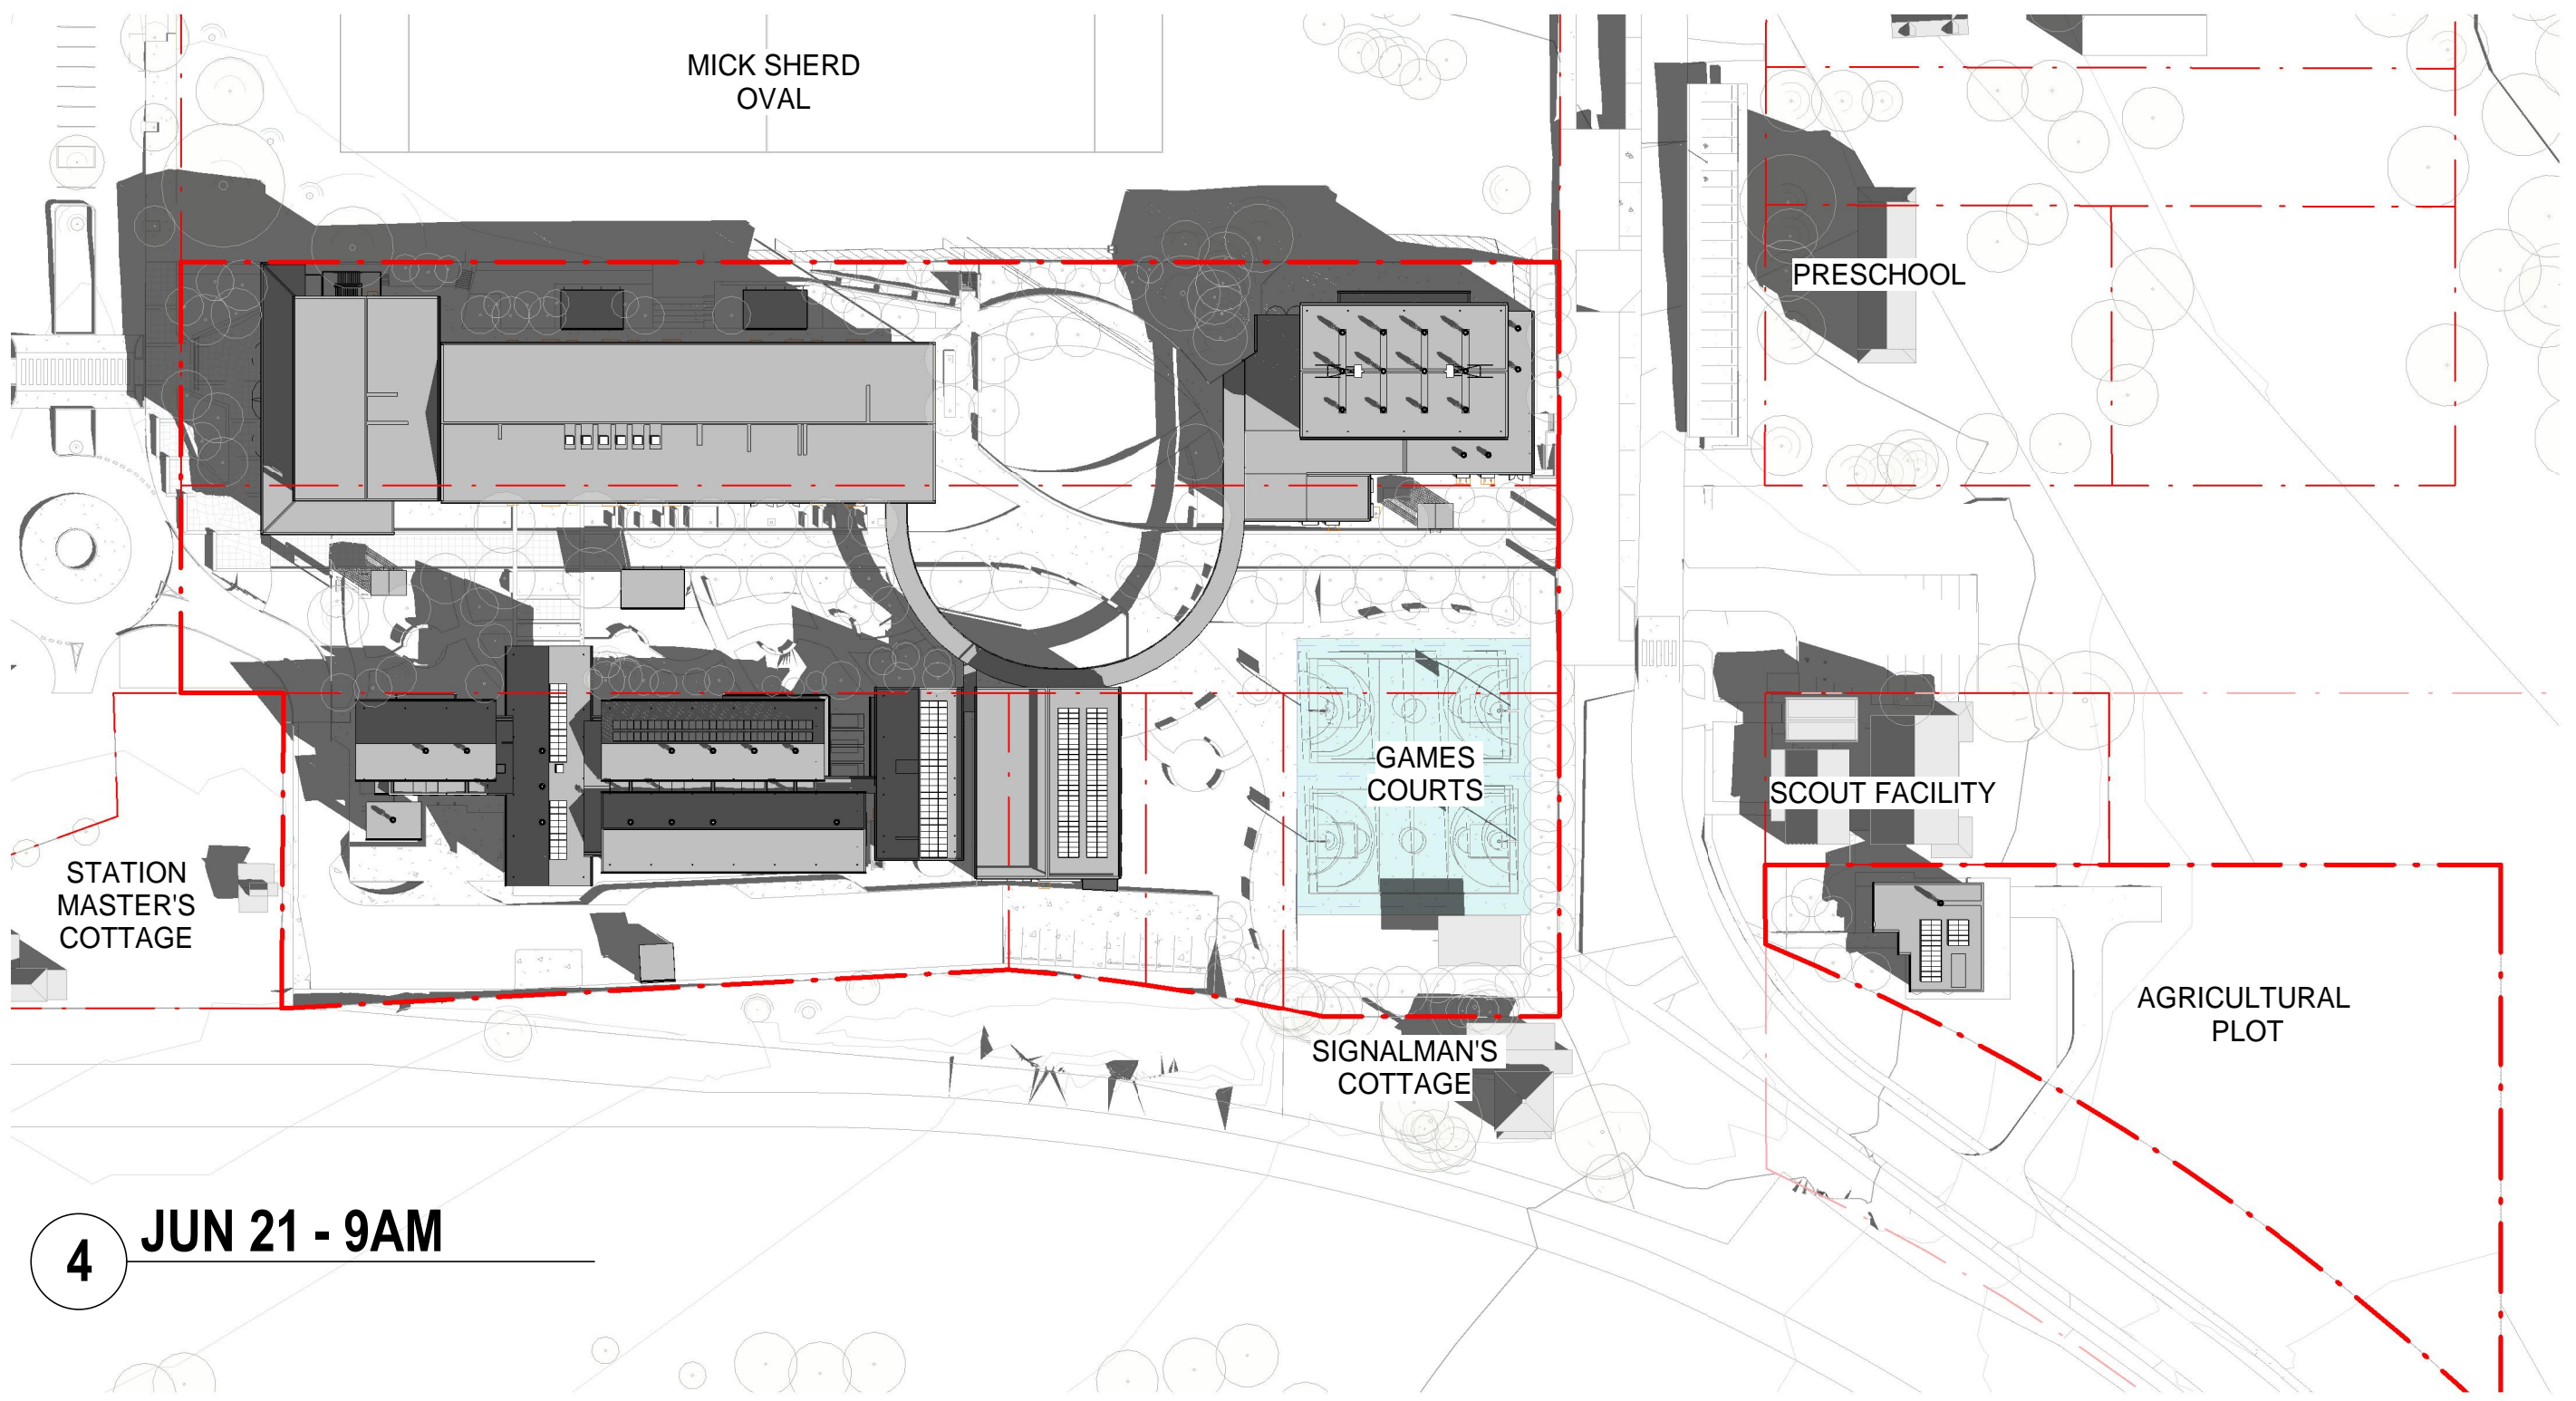 MICK SHERD
OVAL
PRESCHOOL
GAMES
COURTS
SCOUT FACILITY
STATION
MASTER'S
COTTAGE
AGRICULTURAL
PLOT
SIGNALMAN'S
COTTAGE
4 JUN 21 - 9AM